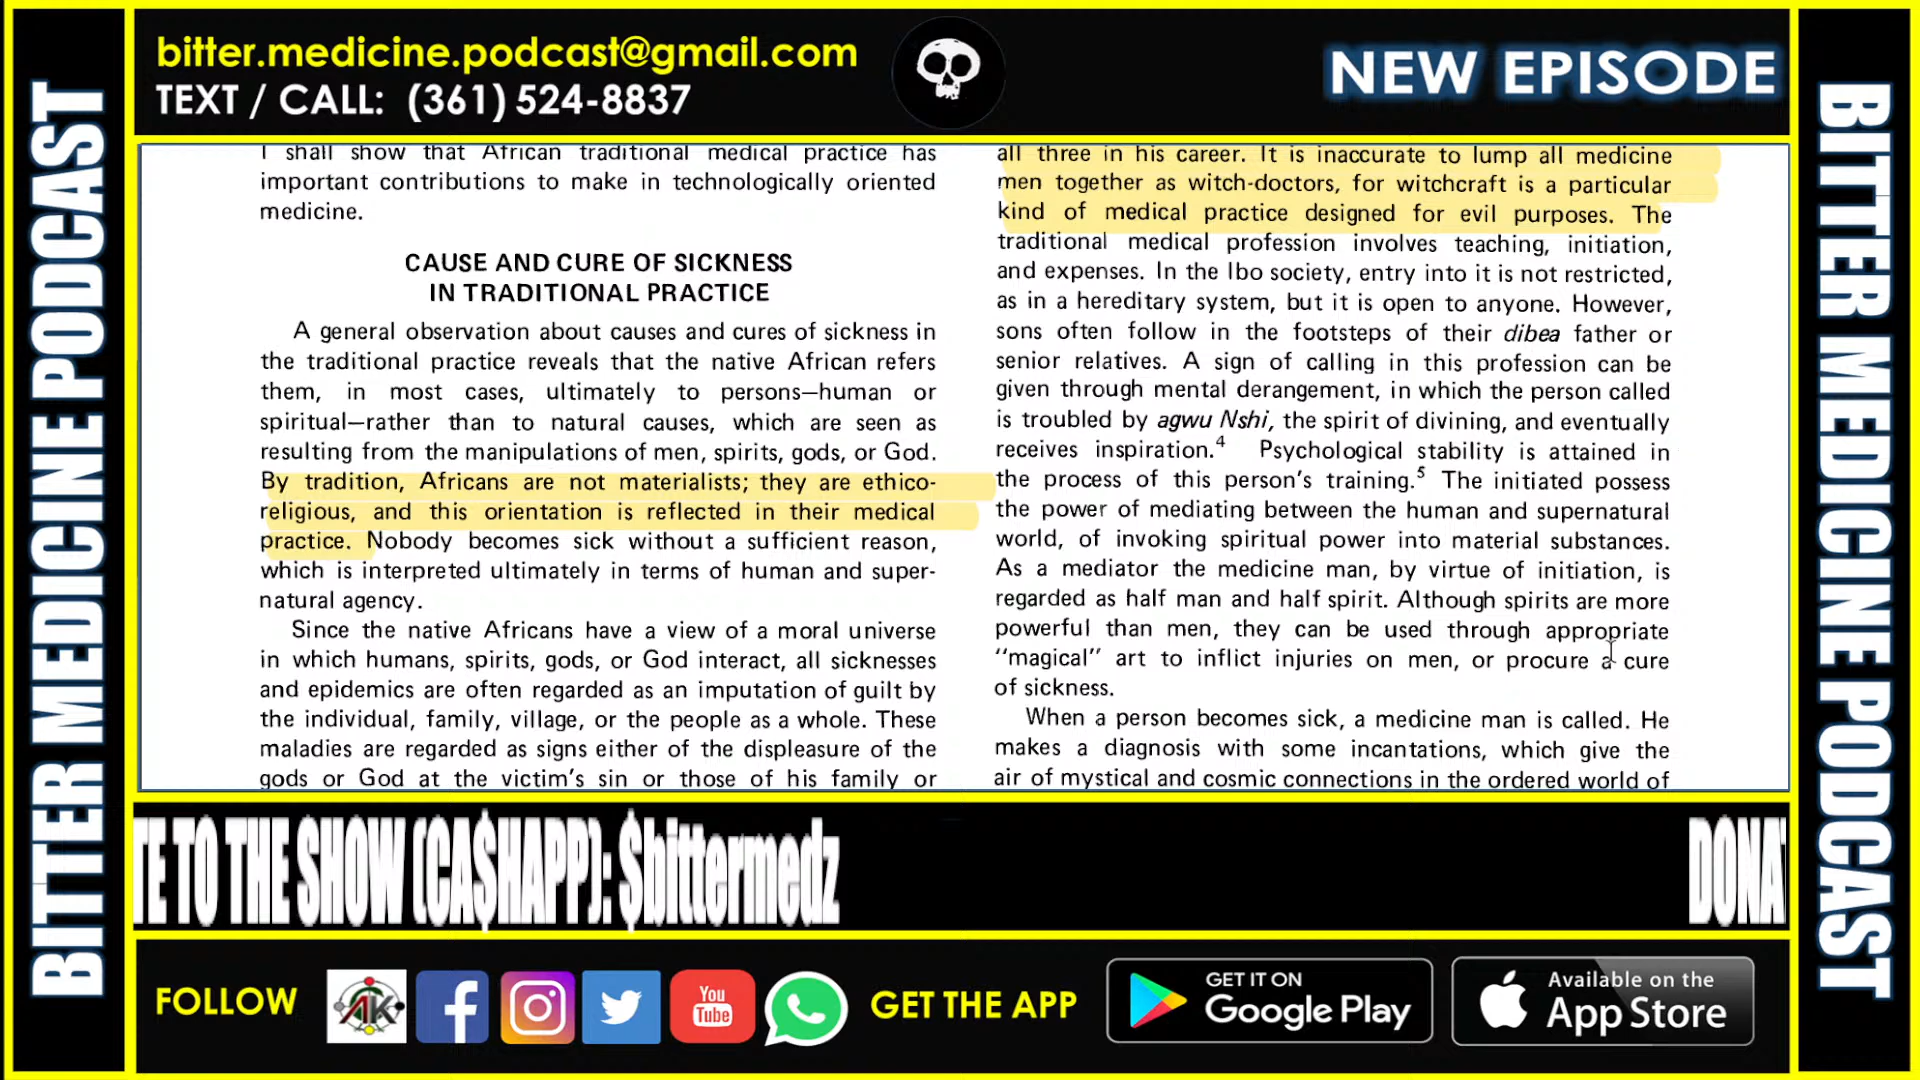 bitter.medicine.podcast@gmail.com
TEXT / CALL: (361) 524-8837
NEW EPISODE
BITTER MEDICINE PODCAST
I shall show that African traditional medical practice has
important contributions to make in technologically oriented
medicine.
CAUSE AND CURE OF SICKNESS
IN TRADITIONAL PRACTICE
A general observation about causes and cures of sickness in
the traditional practice reveals that the native African refers
them, in most cases, ultimately to persons—human or
spiritual—rather than to natural causes, which are seen as
resulting from the manipulations of men, spirits, gods, or God.
By tradition, Africans are not materialists; they are ethico-
religious, and this orientation is reflected in their medical
practice. Nobody becomes sick without a sufficient reason,
which is interpreted ultimately in terms of human and super-
natural agency.
Since the native Africans have a view of a moral universe
in which humans, spirits, gods, or God interact, all sicknesses
and epidemics are often regarded as an imputation of guilt by
the individual, family, village, or the people as a whole. These
maladies are regarded as signs either of the displeasure of the
gods or God at the victim's sin or those of his family or
all three in his career. It is inaccurate to lump all medicine
men together as witch-doctors, for witchcraft is a particular
kind of medical practice designed for evil purposes. The
traditional medical profession involves teaching, initiation,
and expenses. In the Ibo society, entry into it is not restricted,
as in a hereditary system, but it is open to anyone. However,
sons often follow in the footsteps of their dibea father or
senior relatives. A sign of calling in this profession can be
given through mental derangement, in which the person called
is troubled by agwu Nshi, the spirit of divining, and eventually
receives inspiration.4 Psychological stability is attained in
the process of this person's training.5 The initiated possess
the power of mediating between the human and supernatural
world, of invoking spiritual power into material substances.
As a mediator the medicine man, by virtue of initiation, is
regarded as half man and half spirit. Although spirits are more
powerful than men, they can be used through appropriate
"magical" art to inflict injuries on men, or procure a cure
of sickness.
When a person becomes sick, a medicine man is called. He
makes a diagnosis with some incantations, which give the
air of mystical and cosmic connections in the ordered world of
BITTER MEDICINE PODCAST
TE TO THE SHOW (CA$HAPP): $bittermedz
DONAT
FOLLOW
AK
You
Tube
GET THE APP
GET IT ON
Google Play
Available on the
App Store